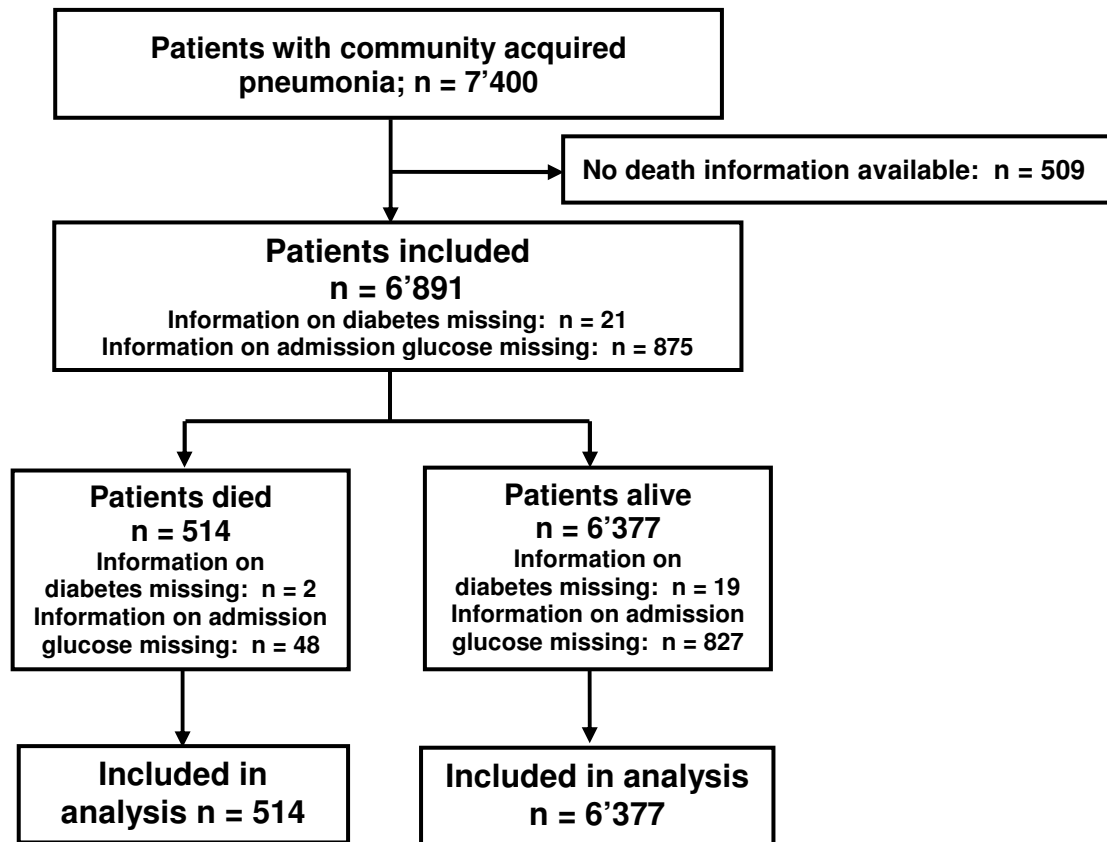 Patients with community acquired
pneumonia; n = 7’400
No death information available:  n = 509
Patients included
n = 6’891
Information on diabetes missing:  n = 21
Information on admission glucose missing:  n = 875
Patients died
n = 514
Information on
diabetes missing:  n = 2
Information on admission
glucose missing:  n = 48
Patients alive
n = 6’377
Information on
diabetes missing:  n = 19
Information on admission
glucose missing:  n = 827
Included in
analysis n = 514
Included in analysis
n = 6’377